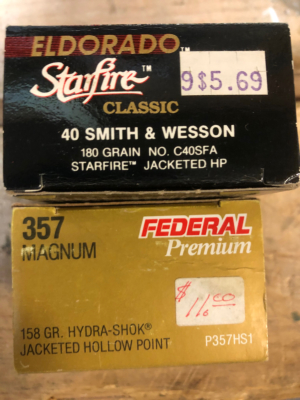 ELDORADO™
Starfire™
9$5.69
CLASSIC
40 SMITH & WESSON
180 GRAIN NO. C40SFA
STARFIRE™ JACKETED HP
357
MAGNUM
FEDERAL
Premium
$11.00
158 GR. HYDRA-SHOK®
JACKETED HOLLOW POINT
P357HS1